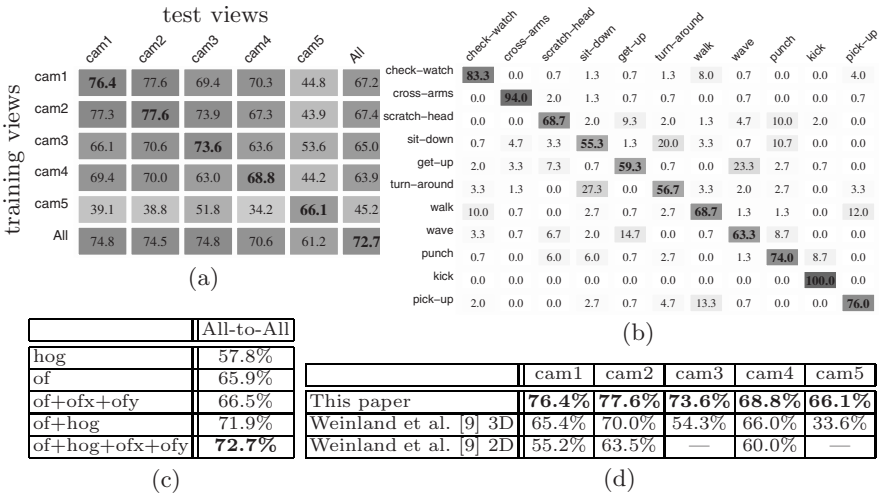 test views
cam1 cam2 cam3 cam4 cam5 All
training views
cam1 76.4 77.6 69.4 70.3 44.8 67.2
cam2 77.3 77.6 73.9 67.3 43.9 67.4
cam3 66.1 70.6 73.6 63.6 53.6 65.0
cam4 69.4 70.0 63.0 68.8 44.2 63.9
cam5 39.1 38.8 51.8 34.2 66.1 45.2
All 74.8 74.5 74.8 70.6 61.2 72.7
(a)
check-watch cross-arms scratch-head sit-down get-up turn-around walk wave punch kick pick-up
check-watch 83.3 0.0 0.7 1.3 0.7 1.3 8.0 0.7 0.0 0.0 4.0
cross-arms 0.0 94.0 2.0 1.3 0.7 0.7 0.0 0.7 0.0 0.0 0.7
scratch-head 0.0 0.0 68.7 2.0 9.3 2.0 1.3 4.7 10.0 2.0 0.0
sit-down 0.7 4.7 3.3 55.3 1.3 20.0 3.3 0.7 10.7 0.0 0.0
get-up 2.0 3.3 7.3 0.7 59.3 0.7 0.0 23.3 2.7 0.7 0.0
turn-around 3.3 1.3 0.0 27.3 0.0 56.7 3.3 2.0 2.7 0.0 3.3
walk 10.0 0.7 0.0 2.7 0.7 2.7 68.7 1.3 1.3 0.0 12.0
wave 3.3 0.7 6.7 2.0 14.7 0.0 0.7 63.3 8.7 0.0 0.0
punch 0.7 0.0 6.0 6.0 0.7 2.7 0.0 1.3 74.0 8.7 0.0
kick 0.0 0.0 0.0 0.0 0.0 0.0 0.0 0.0 0.0 100.0 0.0
pick-up 2.0 0.0 0.0 2.7 0.7 4.7 13.3 0.7 0.0 0.0 76.0
(b)
All-to-All
hog 57.8%
of 65.9%
of+ofx+ofy 66.5%
of+hog 71.9%
of+hog+ofx+ofy 72.7%
(c)
cam1 cam2 cam3 cam4 cam5
This paper 76.4% 77.6% 73.6% 68.8% 66.1%
Weinland et al. [9] 3D 65.4% 70.0% 54.3% 66.0% 33.6%
Weinland et al. [9] 2D 55.2% 63.5% — 60.0% —
(d)